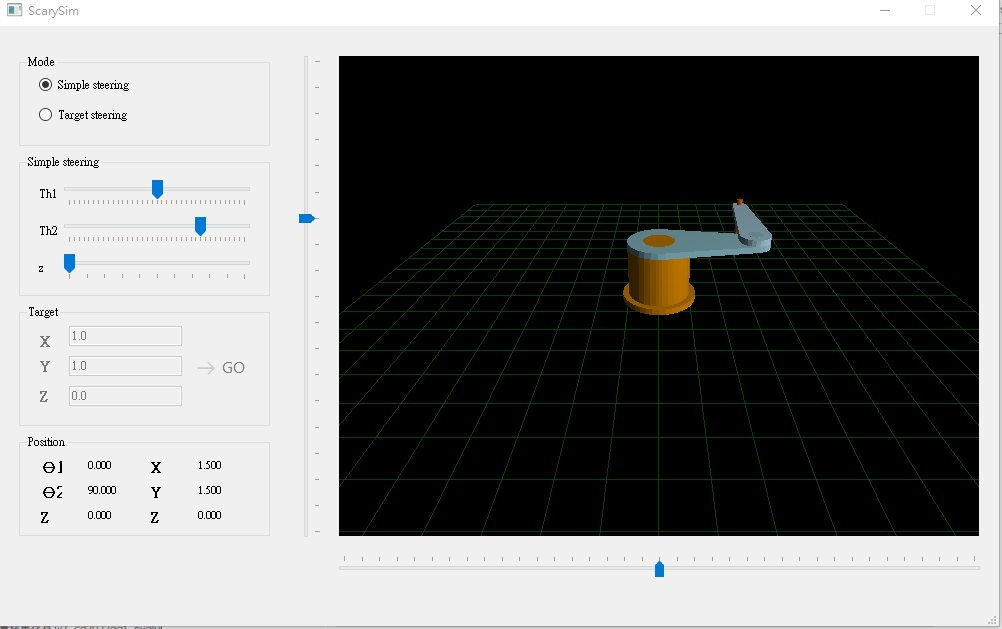 ScarySim
Mode
Simple steering
Target steering
Simple steering
Th1
Th2
z
Target
X 1.0
Y 1.0 → GO
Z 0.0
Position
Θ1 0.000 X 1.500
Θ2 90.000 Y 1.500
Z 0.000 Z 0.000